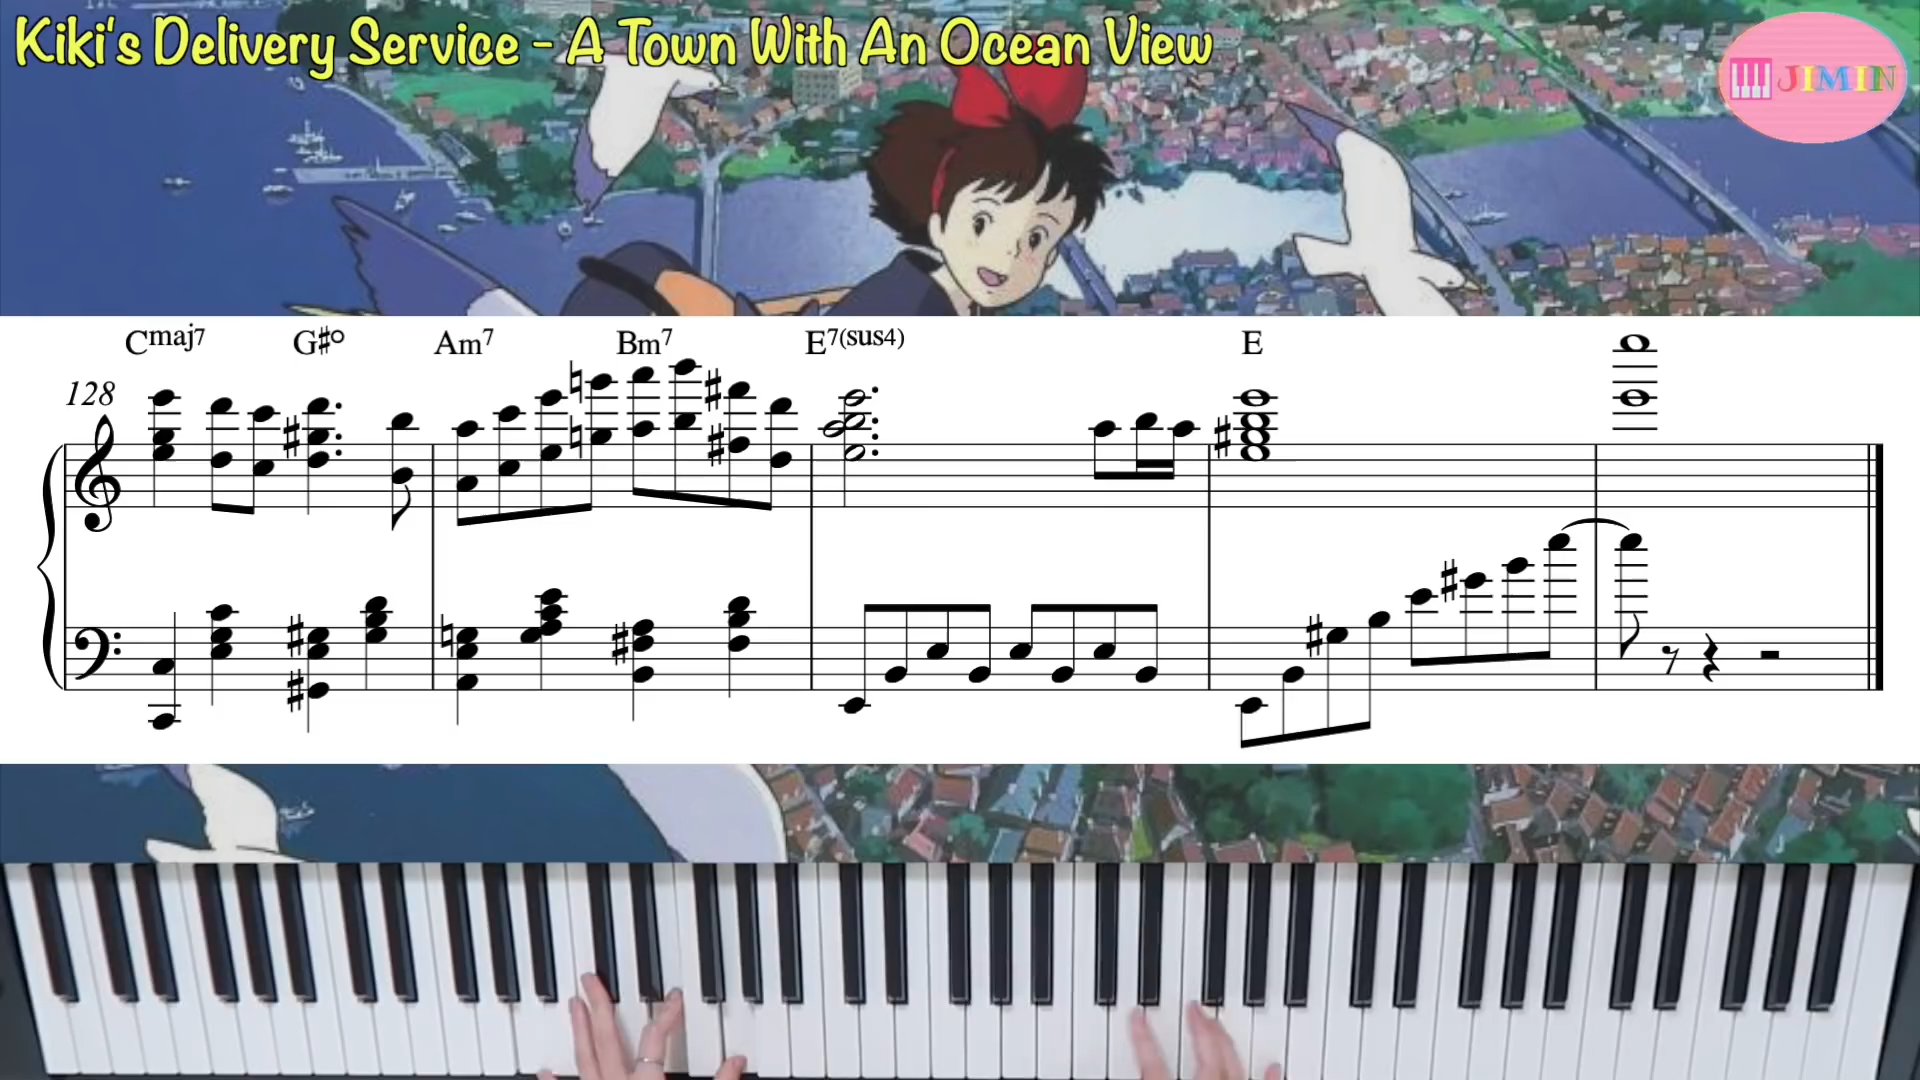 Kiki's Delivery Service - A Town With An Ocean View
JIMIN
Cmaj7 G#o Am7 Bm7 E7(sus4) E
128